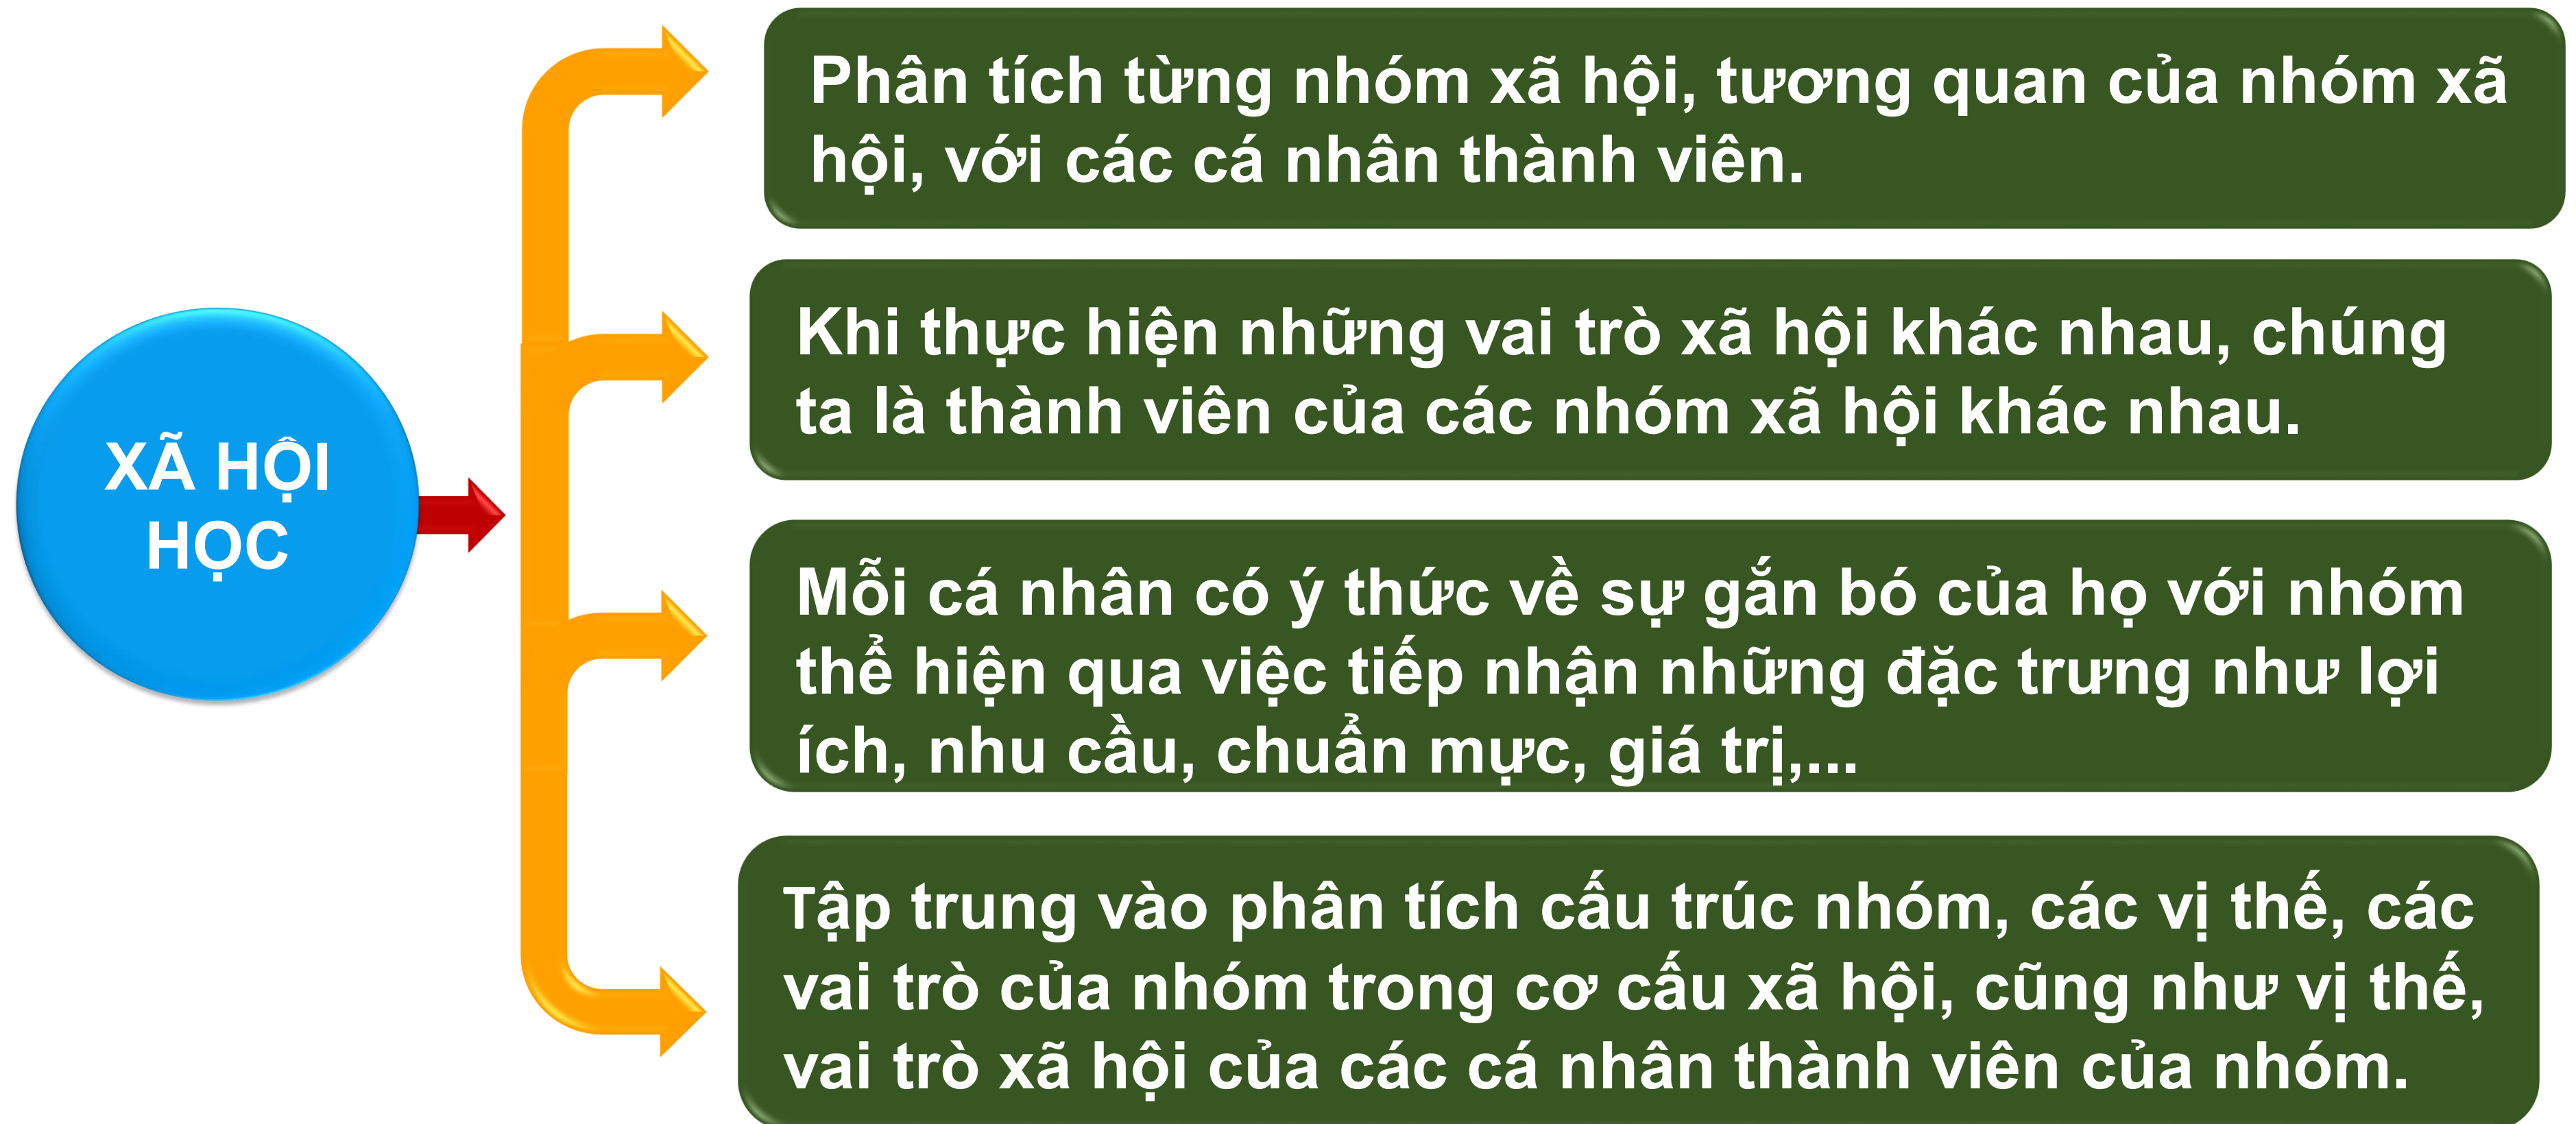 XÃ HỘI
HỌC
Phân tích từng nhóm xã hội, tương quan của nhóm xã
hội, với các cá nhân thành viên.
Khi thực hiện những vai trò xã hội khác nhau, chúng
ta là thành viên của các nhóm xã hội khác nhau.
Mỗi cá nhân có ý thức về sự gắn bó của họ với nhóm
thể hiện qua việc tiếp nhận những đặc trưng như lợi
ích, nhu cầu, chuẩn mực, giá trị,...
Tập trung vào phân tích cấu trúc nhóm, các vị thế, các
vai trò của nhóm trong cơ cấu xã hội, cũng như vị thế,
vai trò xã hội của các cá nhân thành viên của nhóm.